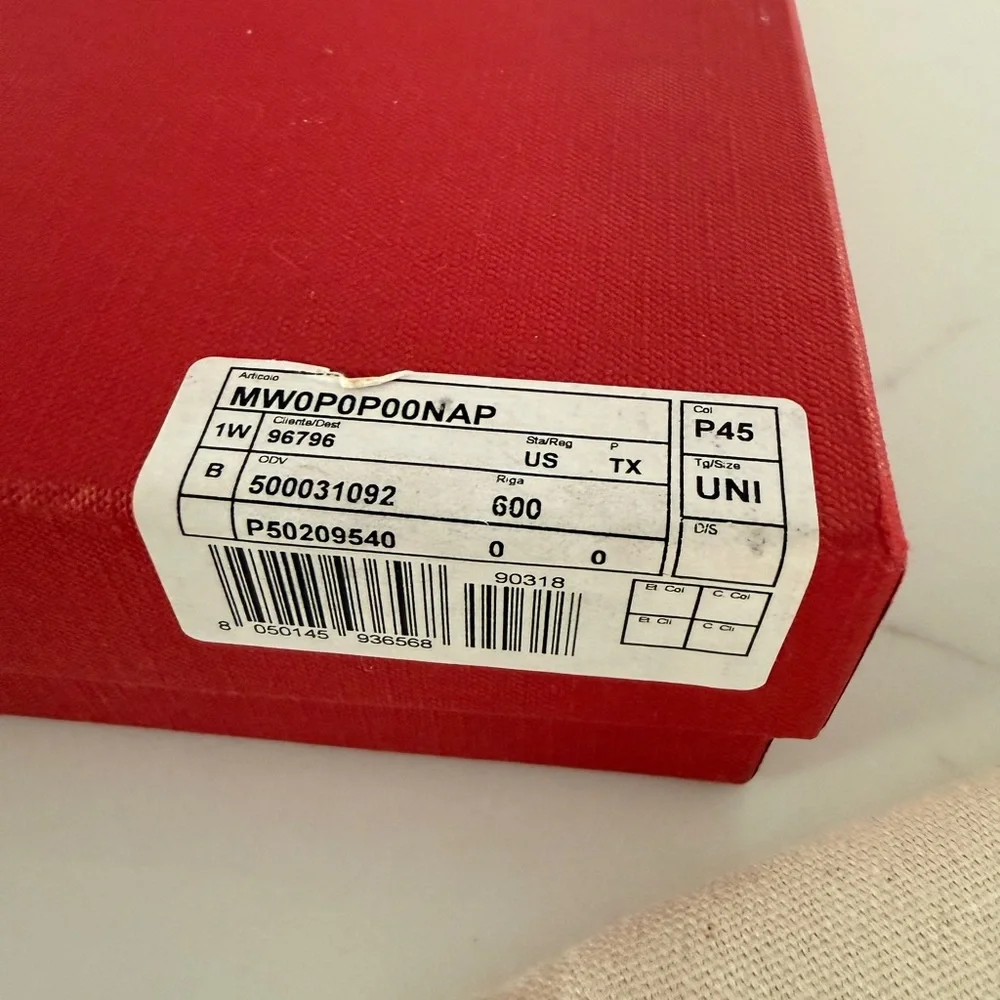 Articolo
MW0P0P00NAP
Col
P45
1W
Cliente/Dest
96796
Sta/Reg
US
P
TX
Tg/Size
UNI
B
ODV
500031092
Riga
600
D/S
P50209540 0 0
90318
8 050145 936568
Et. Col C. Col
Et. Cli C. Cli